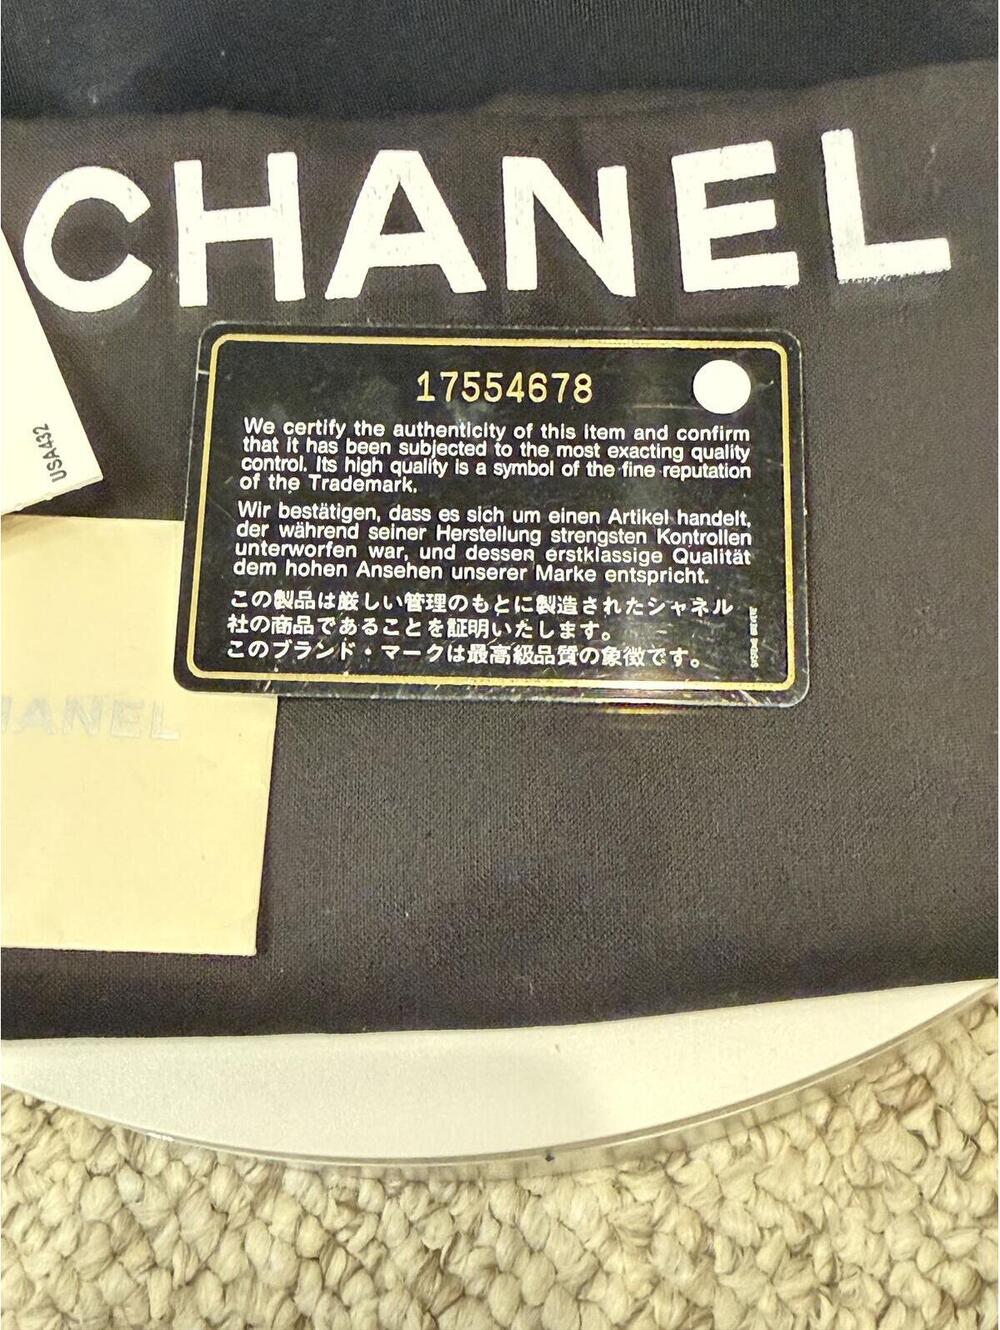 CHANEL
17554678
We certify the authenticity of this item and confirm
that it has been subjected to the most exacting quality
control. Its high quality is a symbol of the fine reputation
of the Trademark.
Wir bestätigen, dass es sich um einen Artikel handelt,
der während seiner Herstellung strengsten Kontrollen
unterworfen war, und dessen erstklassige Qualität
dem hohen Ansehen unserer Marke entspricht.
この製品は厳しい管理のもとに製造されたシャネル
社の商品であることを証明いたします。
このブランド・マークは最高級品質の象徴です。
USA432
HANEL